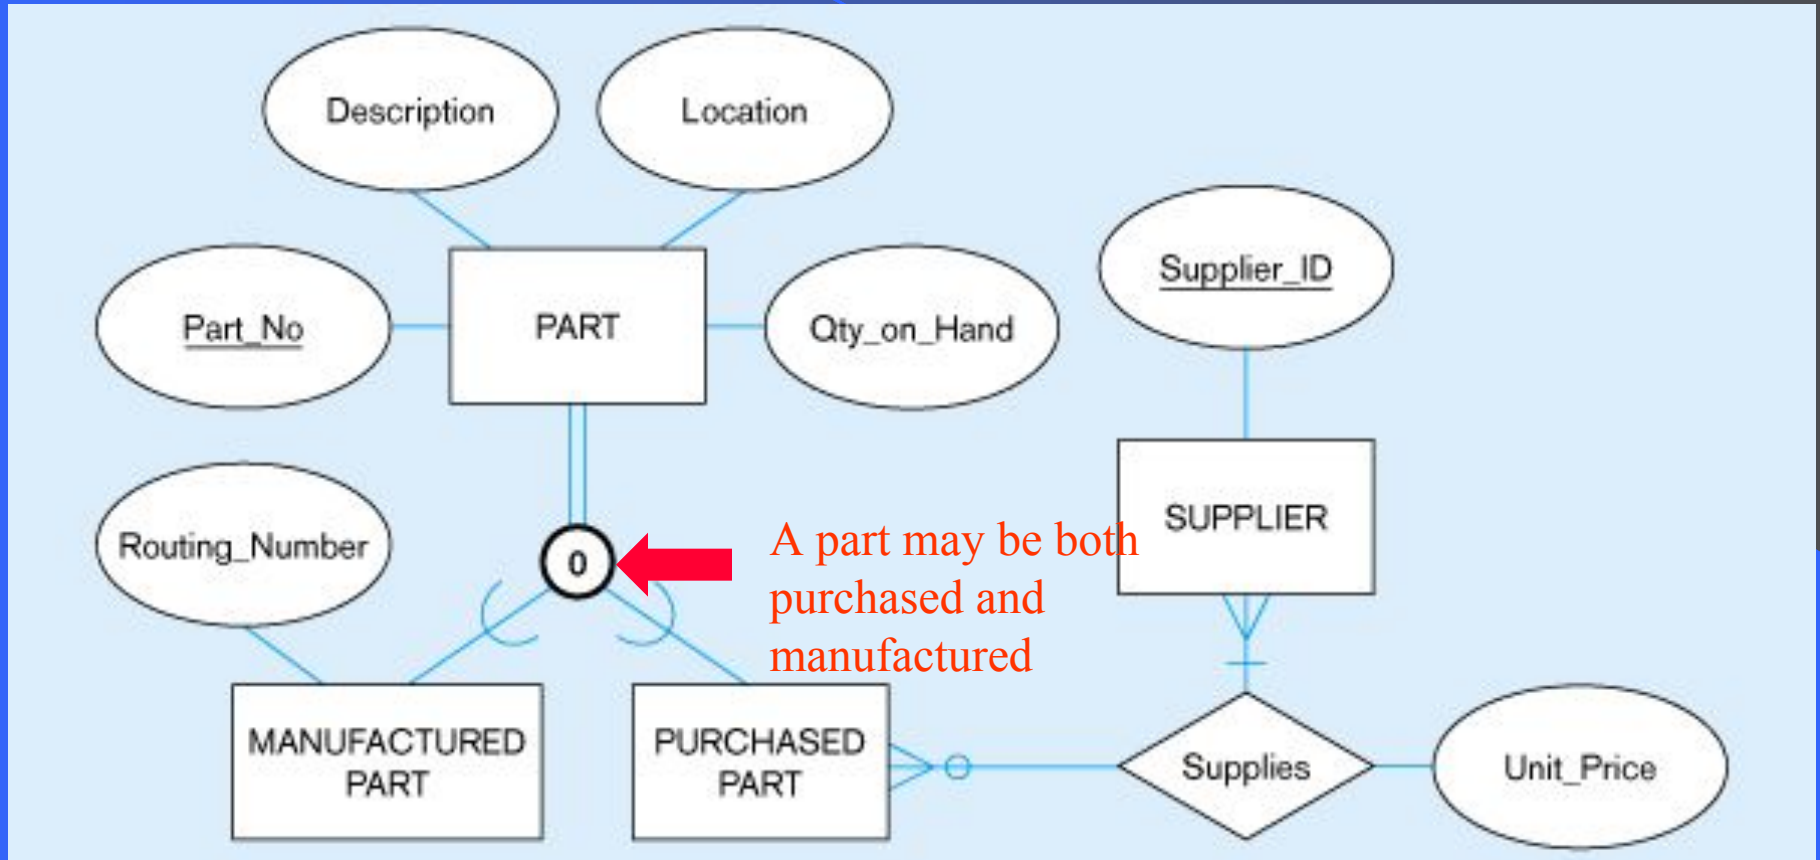 Description
Location
Supplier_ID
Part_No
PART
Qty_on_Hand
SUPPLIER
Routing_Number
0
A part may be both
purchased and
manufactured
MANUFACTURED
PART
PURCHASED
PART
Supplies
Unit_Price